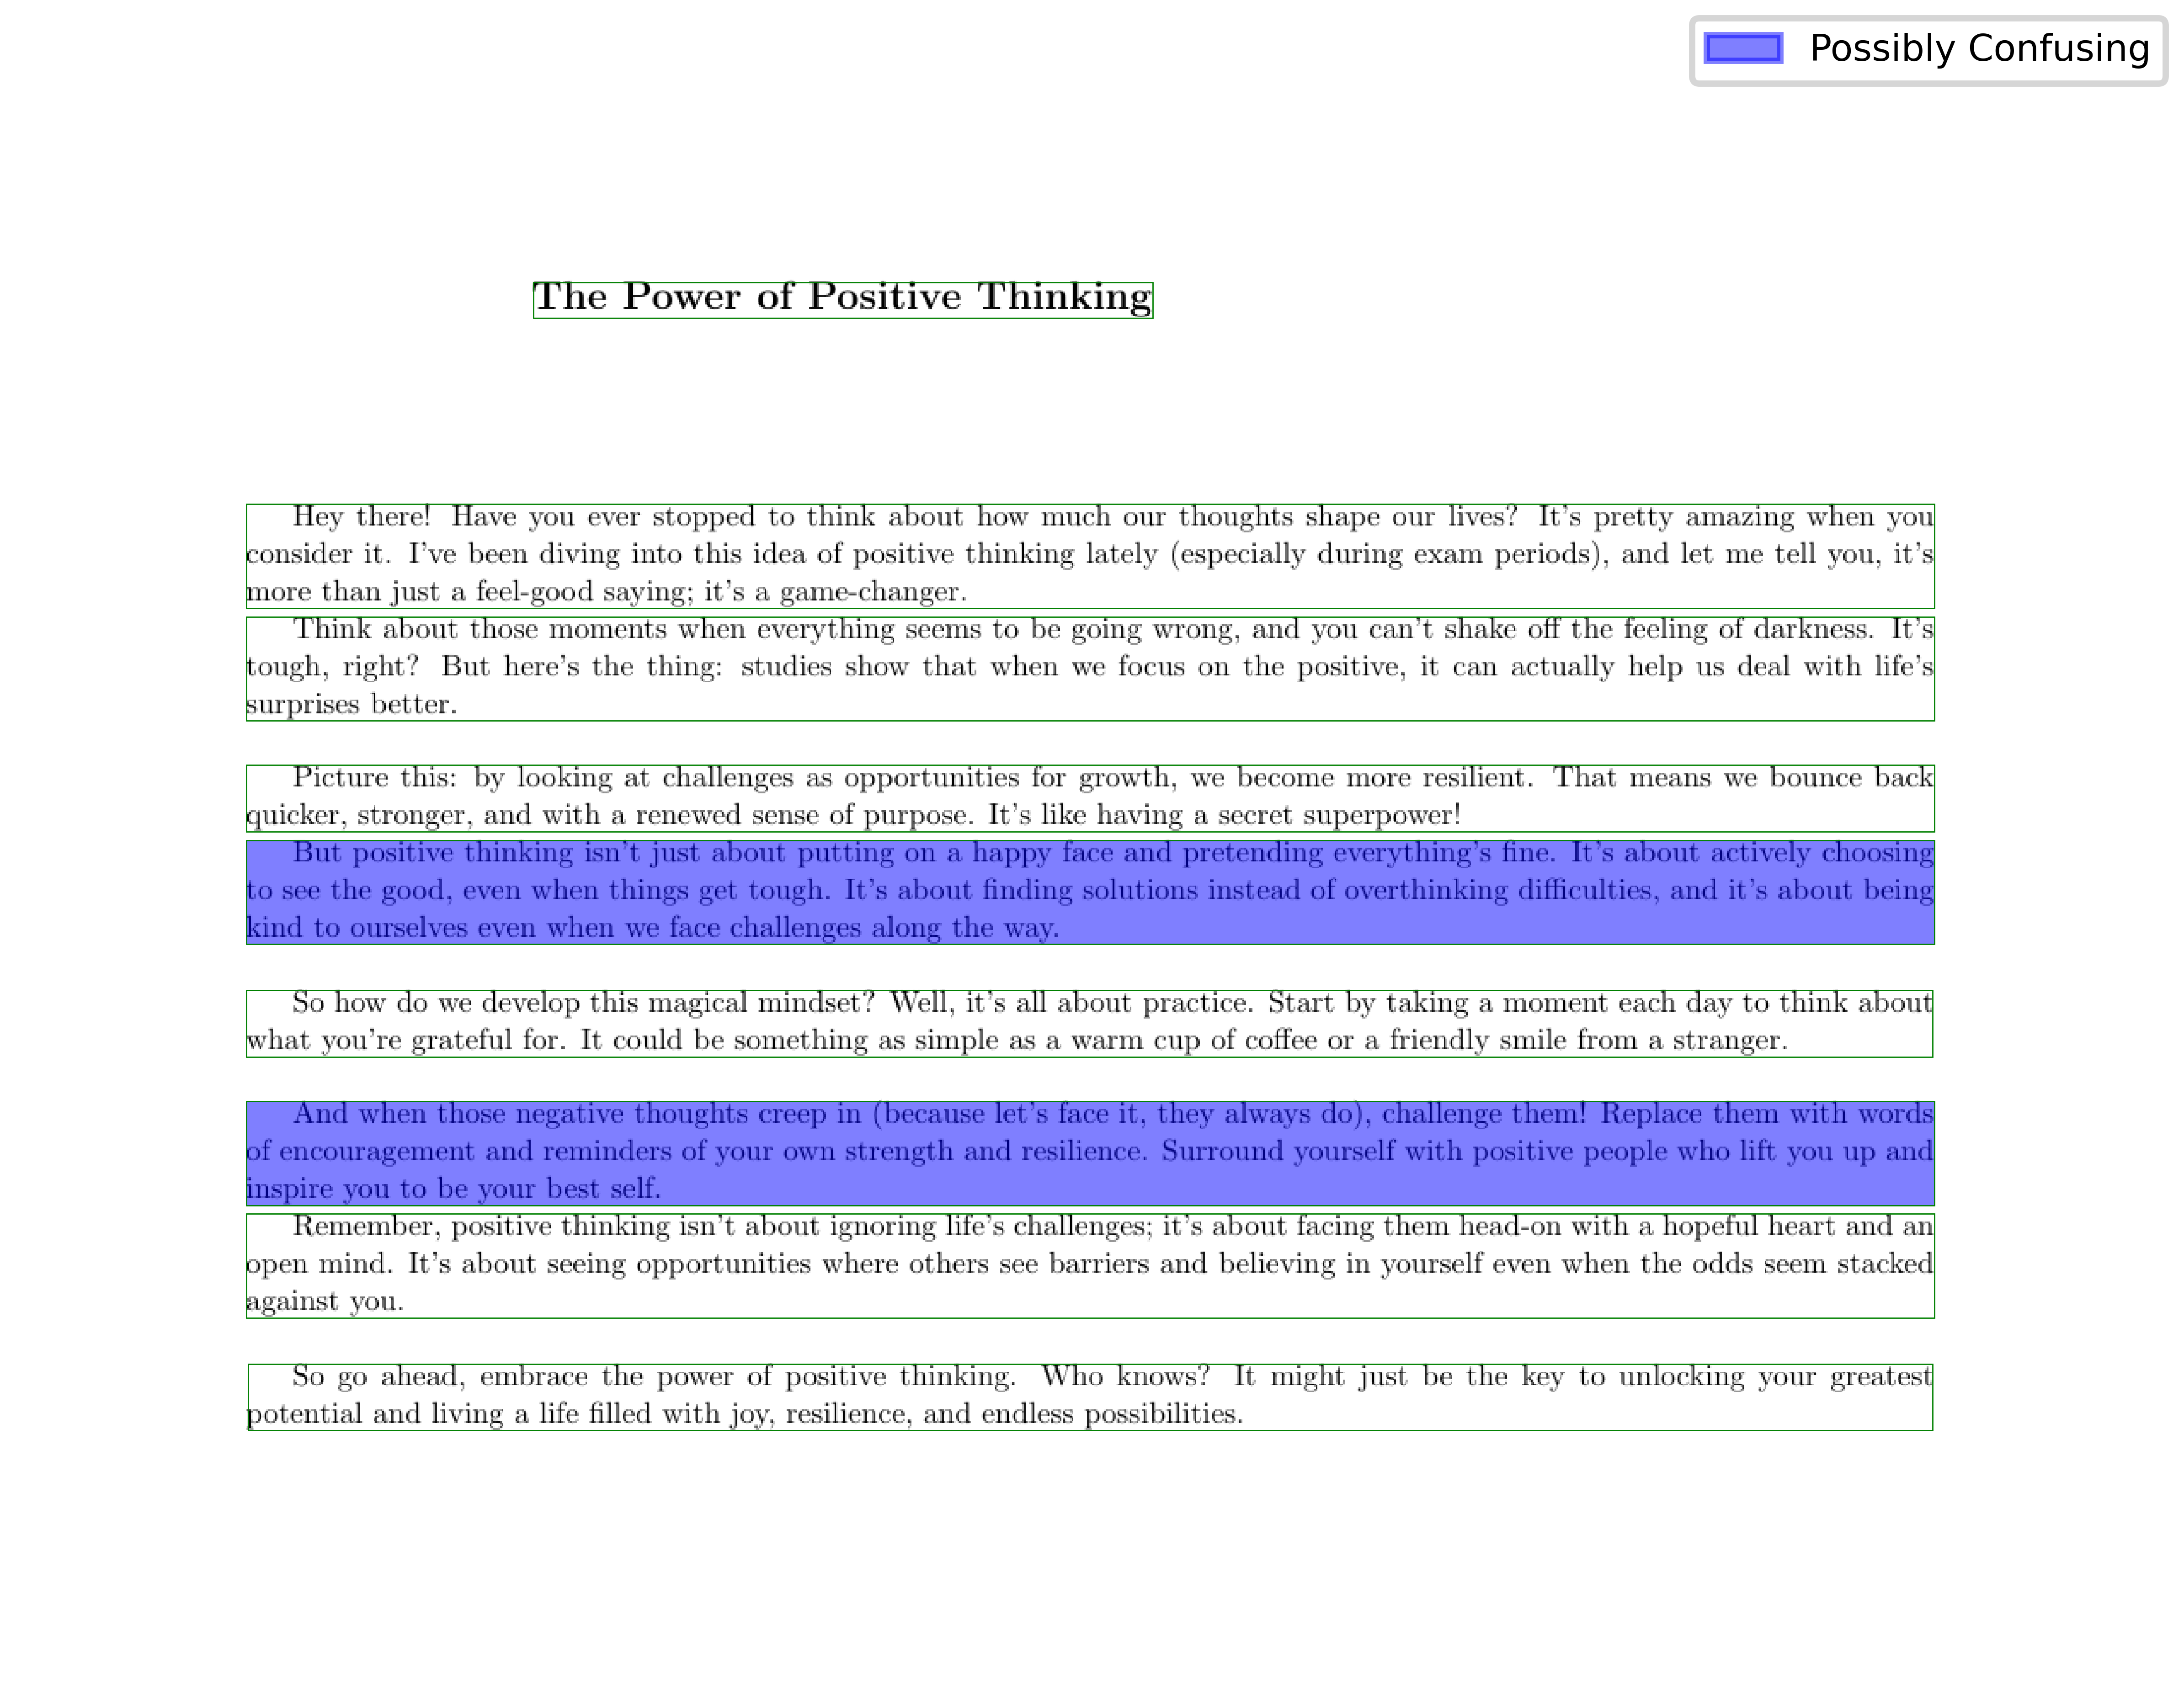 Possibly Confusing
The Power of Positive Thinking
Hey there! Have you ever stopped to think about how much our thoughts shape our lives? It's pretty amazing when you
consider it. I've been diving into this idea of positive thinking lately (especially during exam periods), and let me tell you, it's
more than just a feel-good saying; it's a game-changer.
Think about those moments when everything seems to be going wrong, and you can't shake off the feeling of darkness. It's
tough, right? But here's the thing: studies show that when we focus on the positive, it can actually help us deal with life's
surprises better.
Picture this: by looking at challenges as opportunities for growth, we become more resilient. That means we bounce back
quicker, stronger, and with a renewed sense of purpose. It's like having a secret superpower!
But positive thinking isn't just about putting on a happy face and pretending everything's fine. It's about actively choosing
to see the good, even when things get tough. It's about finding solutions instead of overthinking difficulties, and it's about being
kind to ourselves even when we face challenges along the way.
So how do we develop this magical mindset? Well, it's all about practice. Start by taking a moment each day to think about
what you're grateful for. It could be something as simple as a warm cup of coffee or a friendly smile from a stranger.
And when those negative thoughts creep in (because let's face it, they always do), challenge them! Replace them with words
of encouragement and reminders of your own strength and resilience. Surround yourself with positive people who lift you up and
inspire you to be your best self.
Remember, positive thinking isn't about ignoring life's challenges; it's about facing them head-on with a hopeful heart and an
open mind. It's about seeing opportunities where others see barriers and believing in yourself even when the odds seem stacked
against you.
So go ahead, embrace the power of positive thinking. Who knows? It might just be the key to unlocking your greatest
potential and living a life filled with joy, resilience, and endless possibilities.